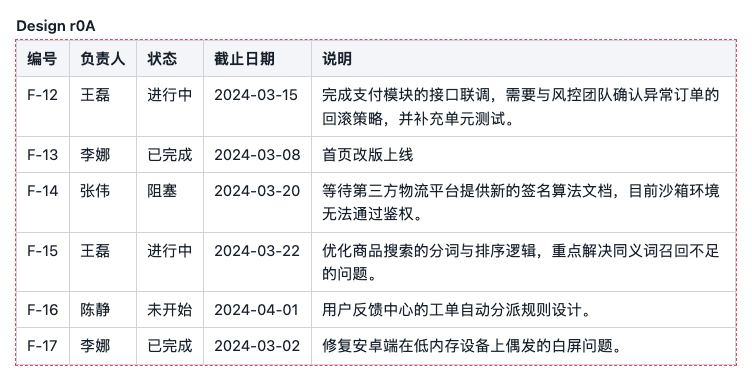 Design r0A
编号 负责人 状态 截止日期 说明
F-12 王磊 进行中 2024-03-15 完成支付模块的接口联调，需要与风控团队确认异常订单的
回滚策略，并补充单元测试。
F-13 李娜 已完成 2024-03-08 首页改版上线
F-14 张伟 阻塞 2024-03-20 等待第三方物流平台提供新的签名算法文档，目前沙箱环境
无法通过鉴权。
F-15 王磊 进行中 2024-03-22 优化商品搜索的分词与排序逻辑，重点解决同义词召回不足
的问题。
F-16 陈静 未开始 2024-04-01 用户反馈中心的工单自动分派规则设计。
F-17 李娜 已完成 2024-03-02 修复安卓端在低内存设备上偶发的白屏问题。